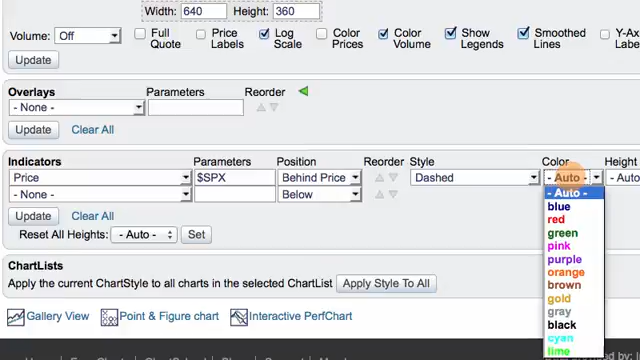 Width: 640 Height: 360
Volume: Off Full Quote Price Labels Log Scale Color Prices Color Volume Show Legends Smoothed Lines Y-Ax Labe
Update
Overlays Parameters Reorder
- None -
Update Clear All
Indicators Parameters Position Reorder Style Color Height
Price $SPX Behind Price Dashed - Auto - - Auto
- None - Below
- Auto -
blue
red
green
pink
purple
orange
brown
gold
gray
black
cyan
lime
Update Clear All
Reset All Heights: - Auto - Set
ChartLists
Apply the current ChartStyle to all charts in the selected ChartList Apply Style To All
Gallery View Point & Figure chart Interactive PerfChart